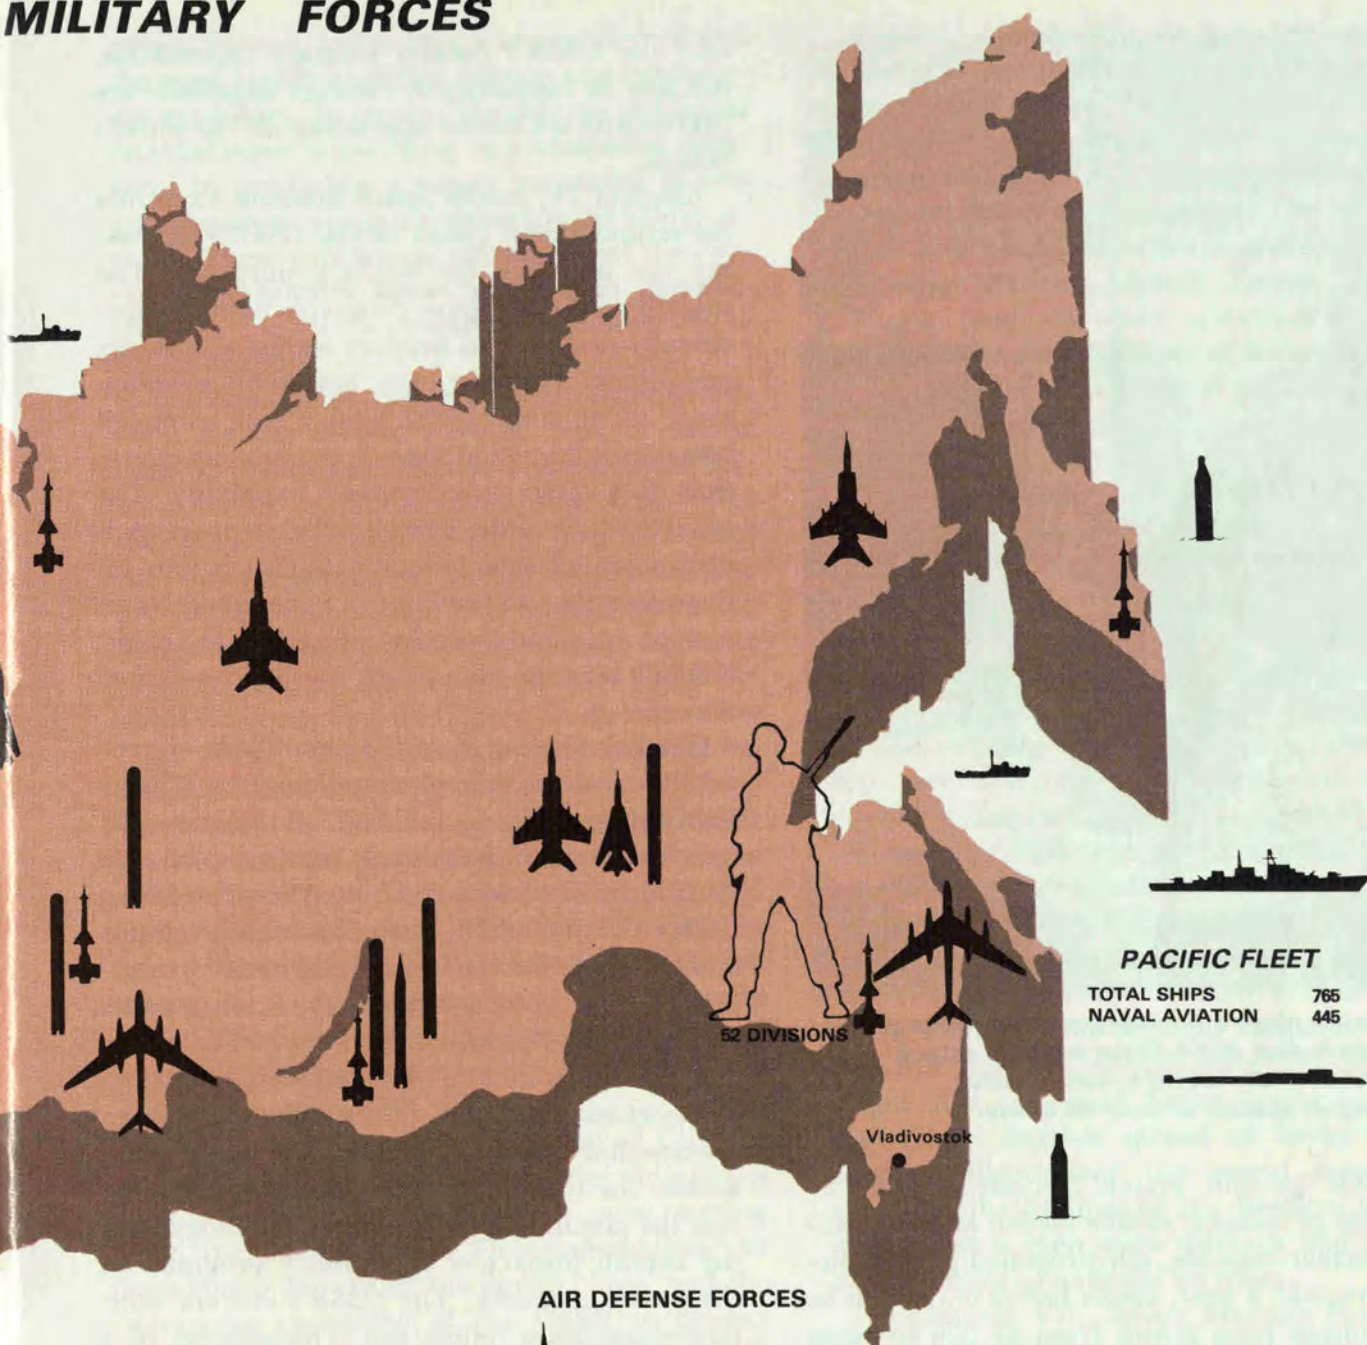 MILITARY FORCES
PACIFIC FLEET
TOTAL SHIPS 765
NAVAL AVIATION 445
52 DIVISIONS
Vladivostok
AIR DEFENSE FORCES